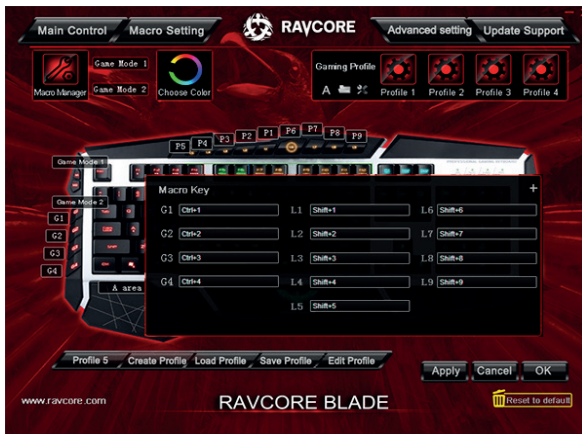 Main Control Macro Setting RAVCORE Advanced setting Update Support
Macro Manager
Game Mode 1
Game Mode 2
Choose Color
Gaming Profile
A
Profile 1 Profile 2 Profile 3 Profile 4
P5 P4 P3 P2 P1 P6 P7 P8 P9
Game Mode 1
Game Mode 2
G1
G2
G3
G4
A area
Macro Key +
G1 Ctrl+1 L1 Shift+1 L6 Shift+6
G2 Ctrl+2 L2 Shift+2 L7 Shift+7
G3 Ctrl+3 L3 Shift+3 L8 Shift+8
G4 Ctrl+4 L4 Shift+4 L9 Shift+9
L5 Shift+5
Profile 5 Create Profile Load Profile Save Profile Edit Profile
Apply Cancel OK
www.ravcore.com RAVCORE BLADE Reset to default